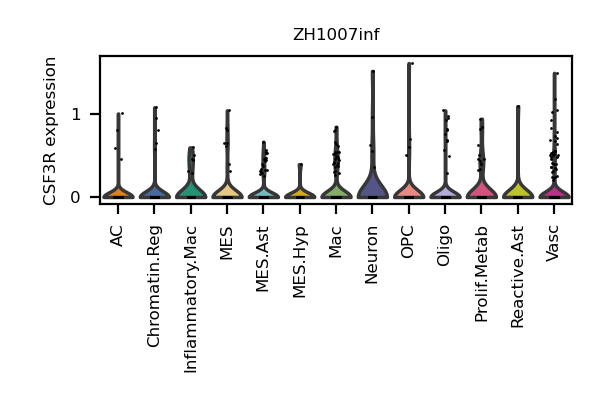 ZH1007inf
CSF3R expression
1
0
AC
Chromatin.Reg
Inflammatory.Mac
MES
MES.Ast
MES.Hyp
Mac
Neuron
OPC
Oligo
Prolif.Metab
Reactive.Ast
Vasc